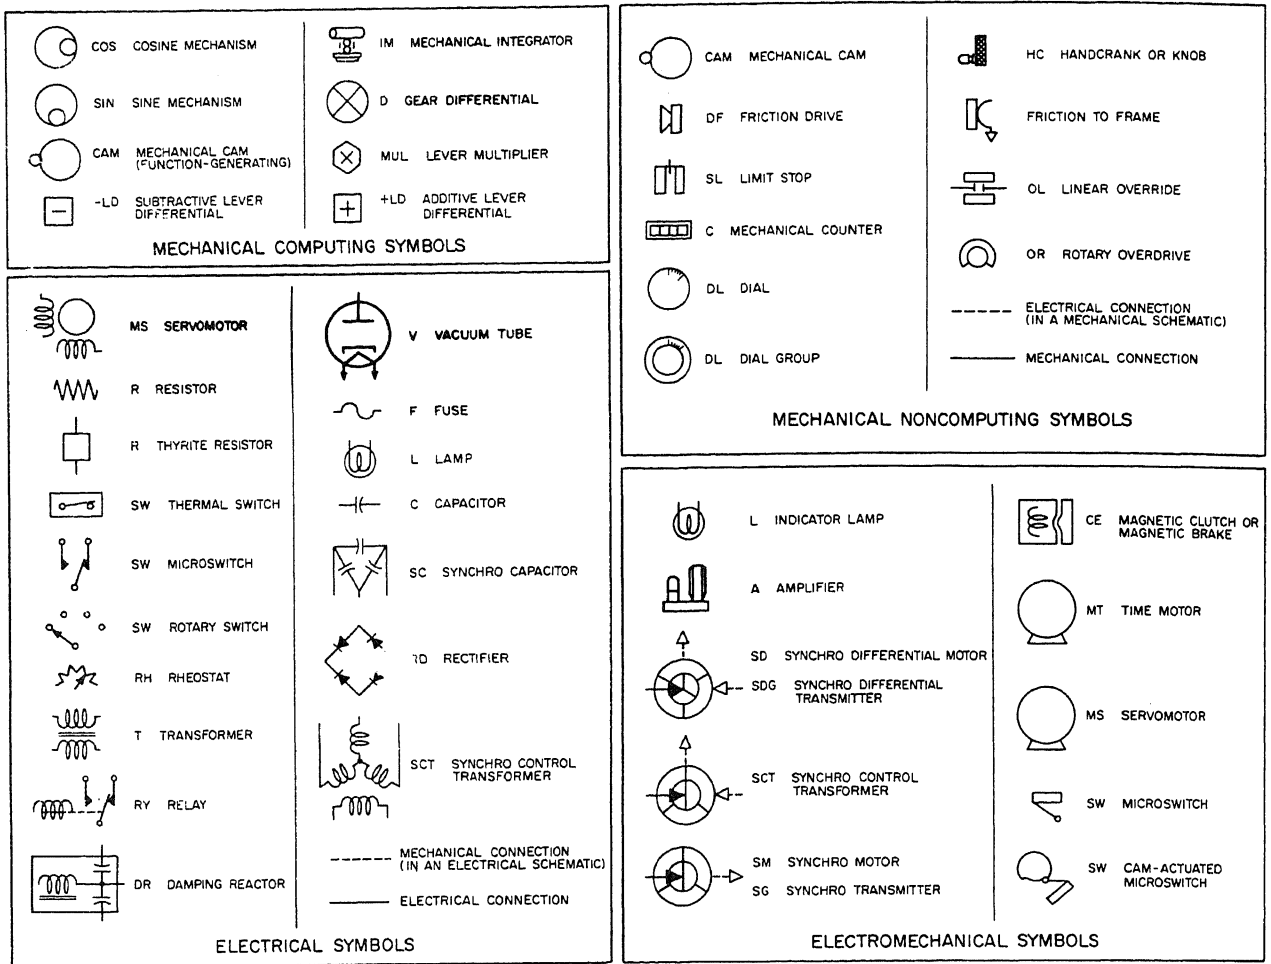 COS COSINE MECHANISM
SIN SINE MECHANISM
CAM MECHANICAL CAM
(FUNCTION-GENERATING)
-LD SUBTRACTIVE LEVER
DIFFERENTIAL
IM MECHANICAL INTEGRATOR
D GEAR DIFFERENTIAL
MUL LEVER MULTIPLIER
+LD ADDITIVE LEVER
DIFFERENTIAL
MECHANICAL COMPUTING SYMBOLS
CAM MECHANICAL CAM
DF FRICTION DRIVE
SL LIMIT STOP
C MECHANICAL COUNTER
DL DIAL
DL DIAL GROUP
HC HANDCRANK OR KNOB
FRICTION TO FRAME
OL LINEAR OVERRIDE
OR ROTARY OVERDRIVE
ELECTRICAL CONNECTION
(IN A MECHANICAL SCHEMATIC)
MECHANICAL CONNECTION
MECHANICAL NONCOMPUTING SYMBOLS
MS SERVOMOTOR
R RESISTOR
R THYRITE RESISTOR
SW THERMAL SWITCH
SW MICROSWITCH
SW ROTARY SWITCH
RH RHEOSTAT
T TRANSFORMER
RY RELAY
DR DAMPING REACTOR
V VACUUM TUBE
F FUSE
L LAMP
C CAPACITOR
SC SYNCHRO CAPACITOR
RECTIFIER
SCT SYNCHRO CONTROL
TRANSFORMER
MECHANICAL CONNECTION
(IN AN ELECTRICAL SCHEMATIC)
ELECTRICAL CONNECTION
ELECTRICAL SYMBOLS
L INDICATOR LAMP
A AMPLIFIER
SD SYNCHRO DIFFERENTIAL MOTOR
SDG SYNCHRO DIFFERENTIAL
TRANSMITTER
SCT SYNCHRO CONTROL
TRANSFORMER
SM SYNCHRO MOTOR
SG SYNCHRO TRANSMITTER
CE MAGNETIC CLUTCH OR
MAGNETIC BRAKE
MT TIME MOTOR
MS SERVOMOTOR
SW MICROSWITCH
SW CAM-ACTUATED
MICROSWITCH
ELECTROMECHANICAL SYMBOLS